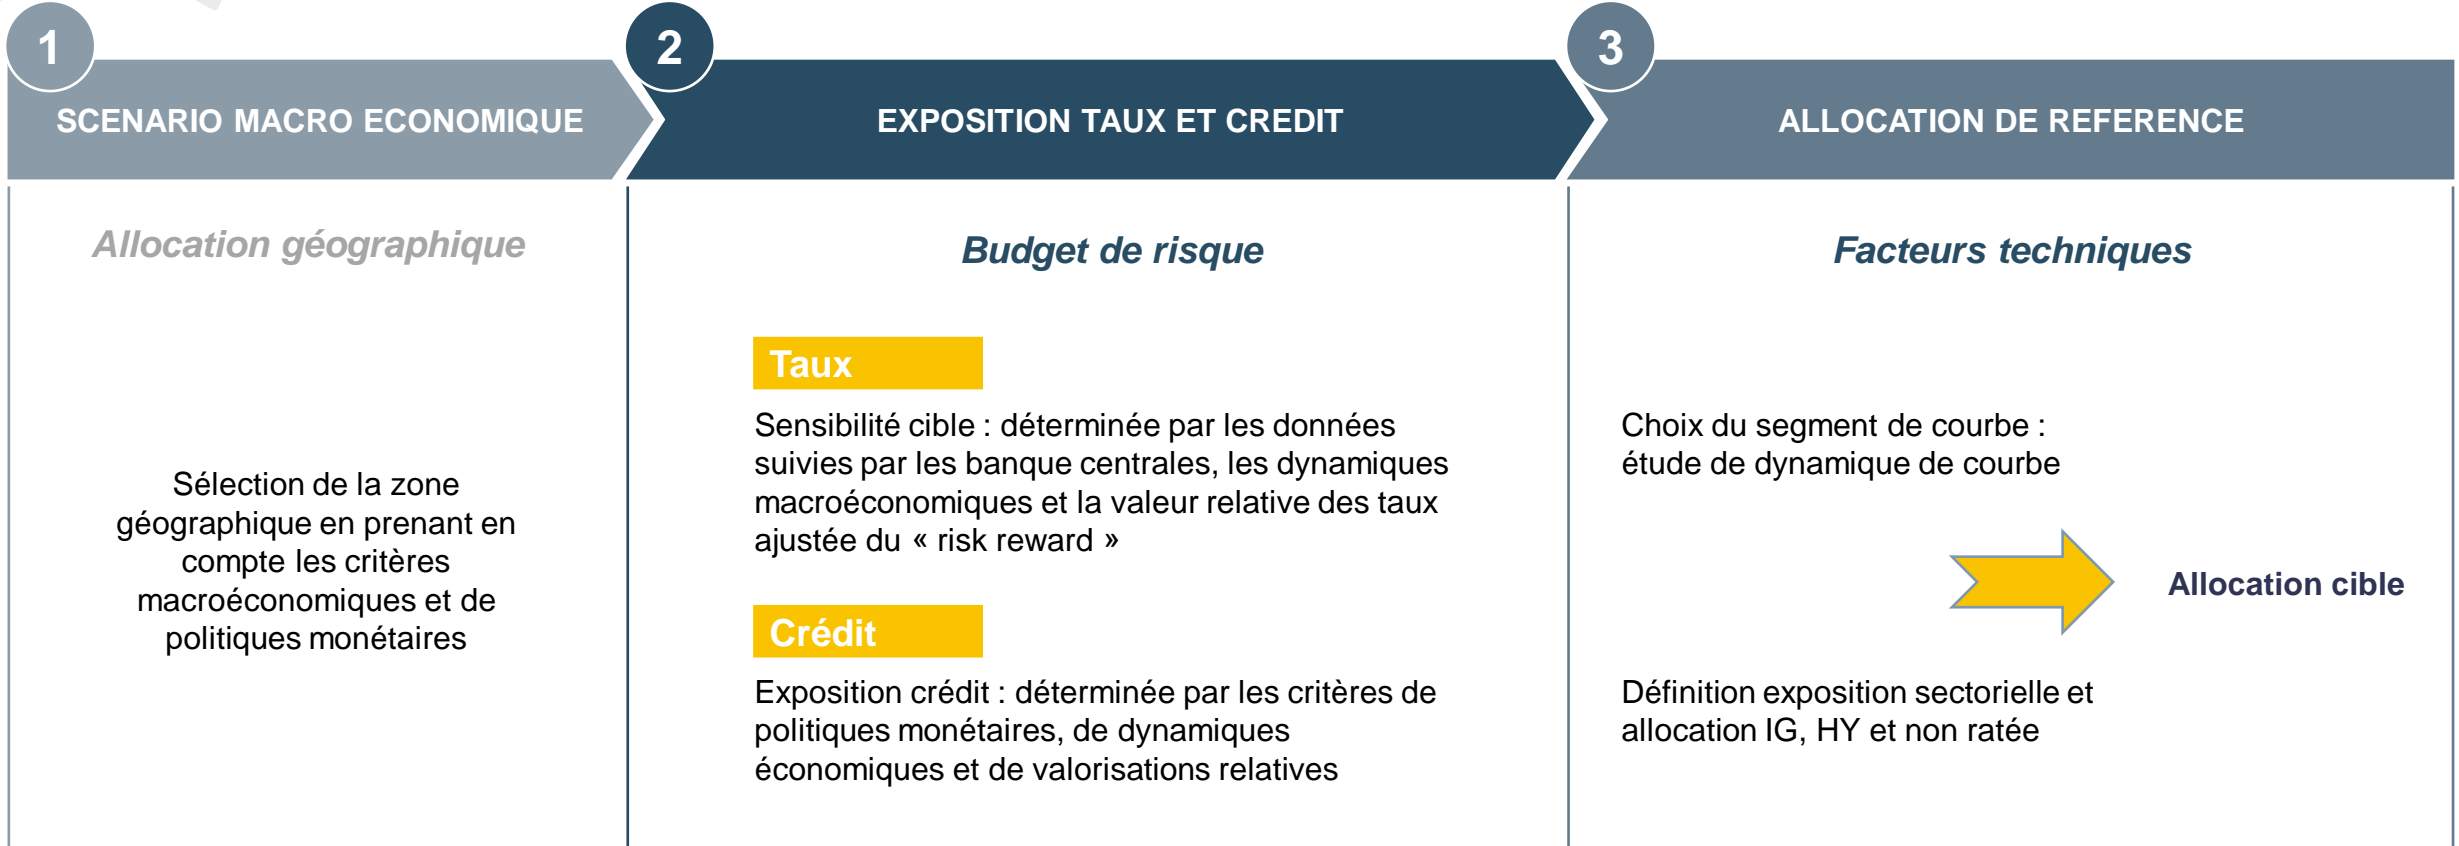 1
SCENARIO MACRO ECONOMIQUE
Allocation géographique
Sélection de la zone
géographique en prenant en
compte les critères
macroéconomiques et de
politiques monétaires
2
EXPOSITION TAUX ET CREDIT
Budget de risque
Taux
Sensibilité cible : déterminée par les données
suivies par les banque centrales, les dynamiques
macroéconomiques et la valeur relative des taux
ajustée du « risk reward »
Crédit
Exposition crédit : déterminée par les critères de
politiques monétaires, de dynamiques
économiques et de valorisations relatives
3
ALLOCATION DE REFERENCE
Facteurs techniques
Choix du segment de courbe :
étude de dynamique de courbe
Allocation cible
Définition exposition sectorielle et
allocation IG, HY et non ratée